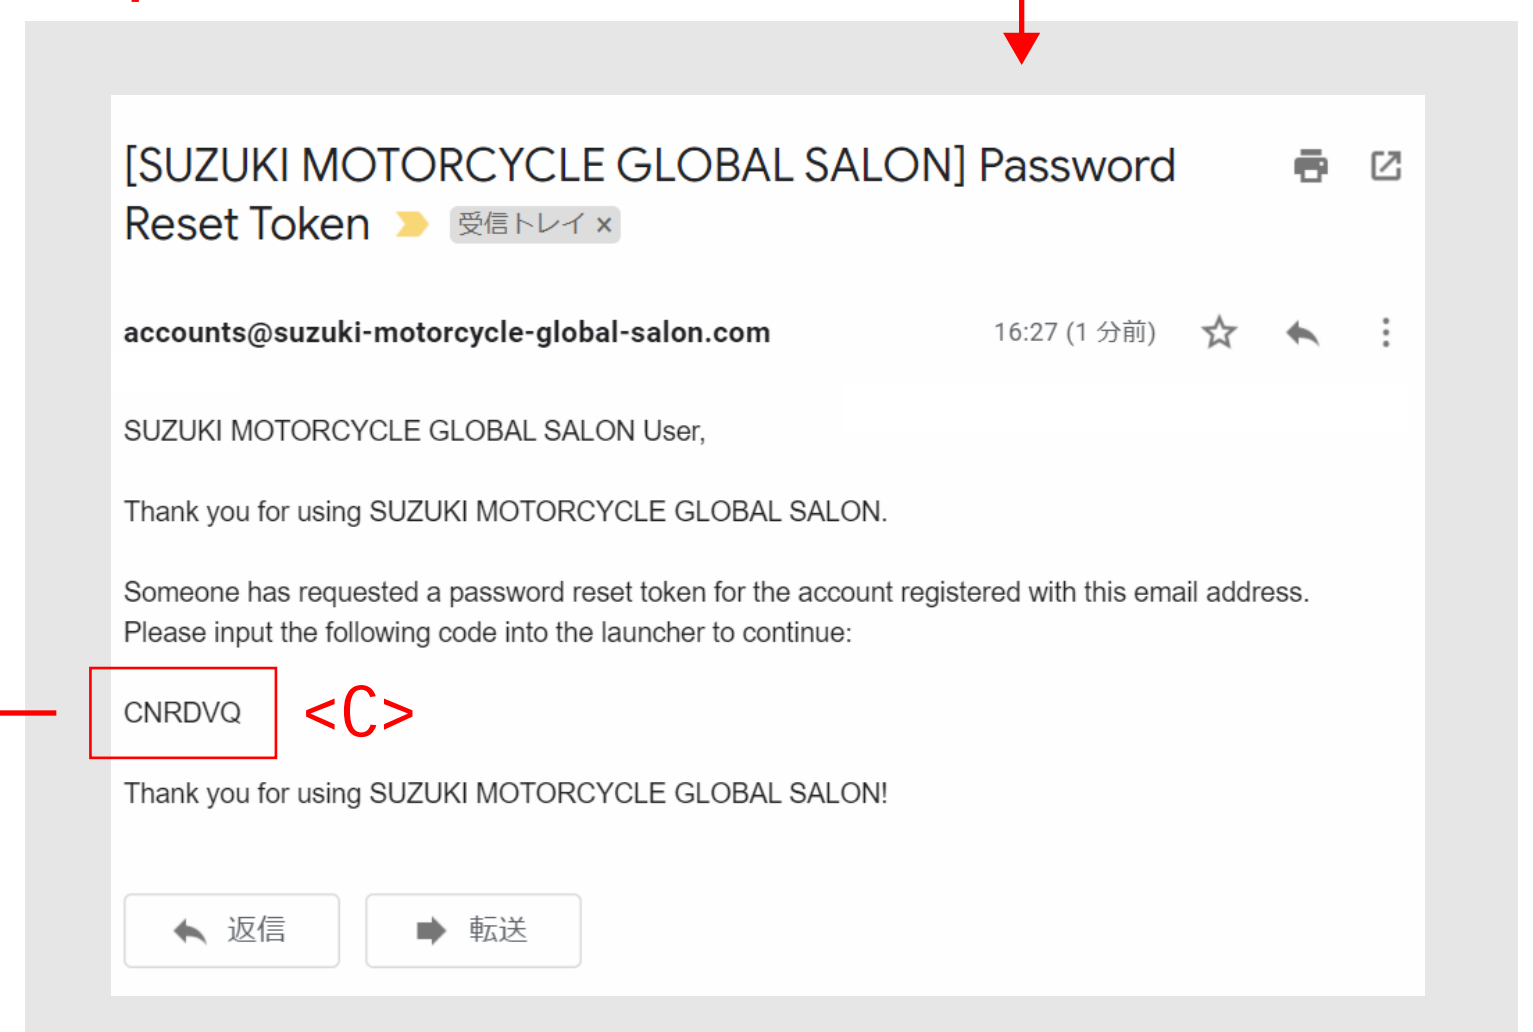 [SUZUKI MOTORCYCLE GLOBAL SALON] Password
Reset Token 受信トレイ ×
accounts@suzuki-motorcycle-global-salon.com 16:27 (1 分前)
SUZUKI MOTORCYCLE GLOBAL SALON User,
Thank you for using SUZUKI MOTORCYCLE GLOBAL SALON.
Someone has requested a password reset token for the account registered with this email address.
Please input the following code into the launcher to continue:
CNRDVQ <C>
Thank you for using SUZUKI MOTORCYCLE GLOBAL SALON!
返信 転送